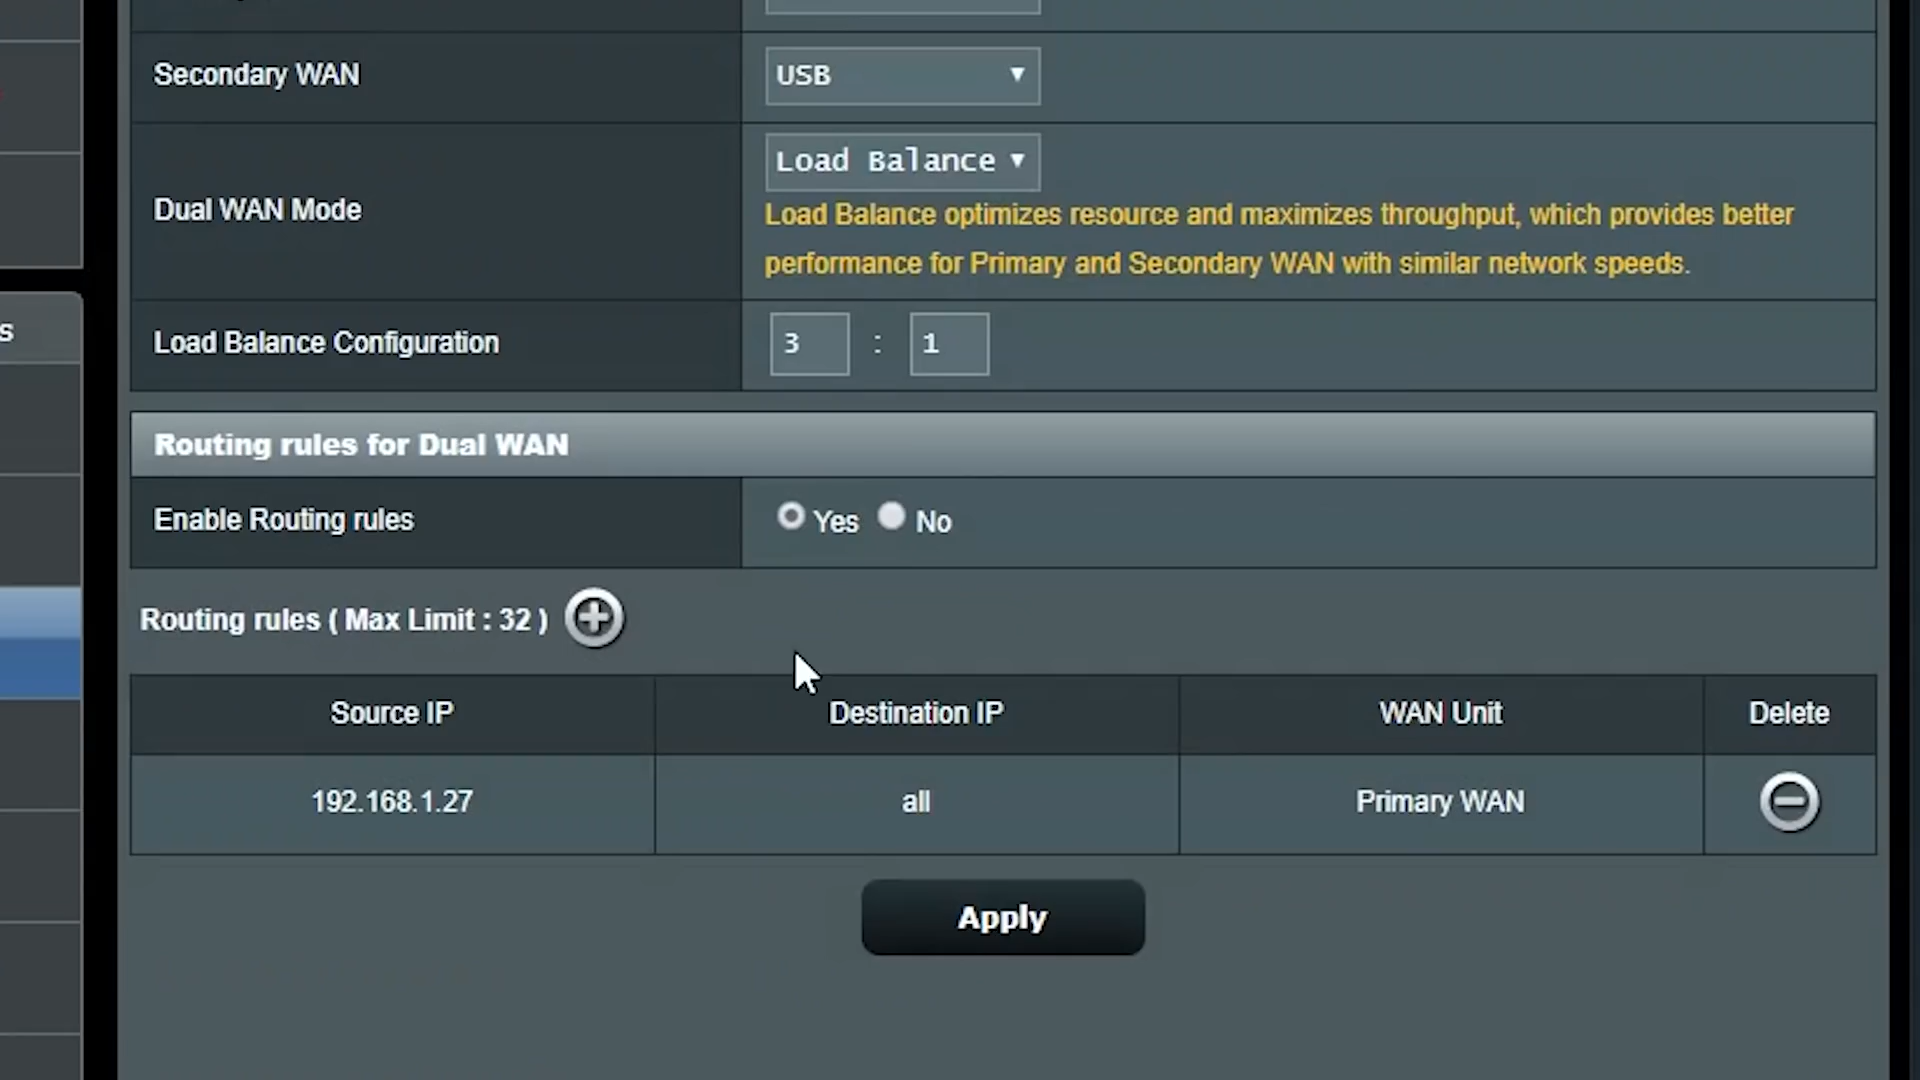 Secondary WAN
USB
Dual WAN Mode
Load Balance
Load Balance optimizes resource and maximizes throughput, which provides better
performance for Primary and Secondary WAN with similar network speeds.
s
Load Balance Configuration
3 : 1
Routing rules for Dual WAN
Enable Routing rules
Yes No
Routing rules ( Max Limit : 32 )
Source IP
Destination IP
WAN Unit
Delete
192.168.1.27
all
Primary WAN
Apply